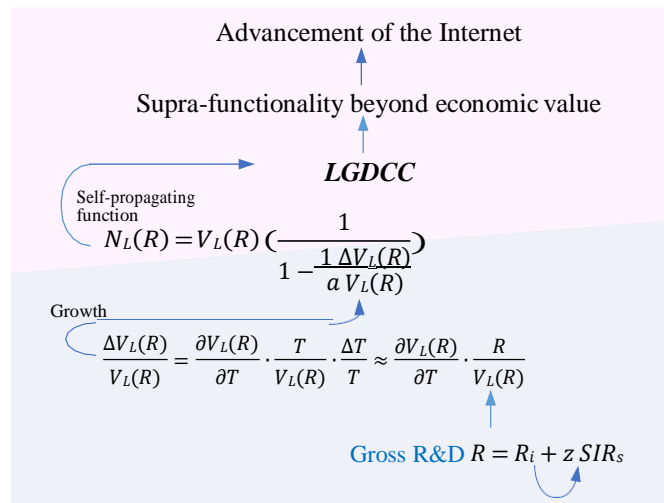 Advancement of the Internet
Supra-functionality beyond economic value
LGDCC
Self-propagating
function
N_L(R) = V_L(R) ( 1 / (1 − (1/a) (ΔV_L(R) / V_L(R))) )
Growth
ΔV_L(R)/V_L(R) = ∂V_L(R)/∂T · T/V_L(R) · ΔT/T ≈ ∂V_L(R)/∂T · R/V_L(R)
Gross R&D R = R_i + z SIR_s